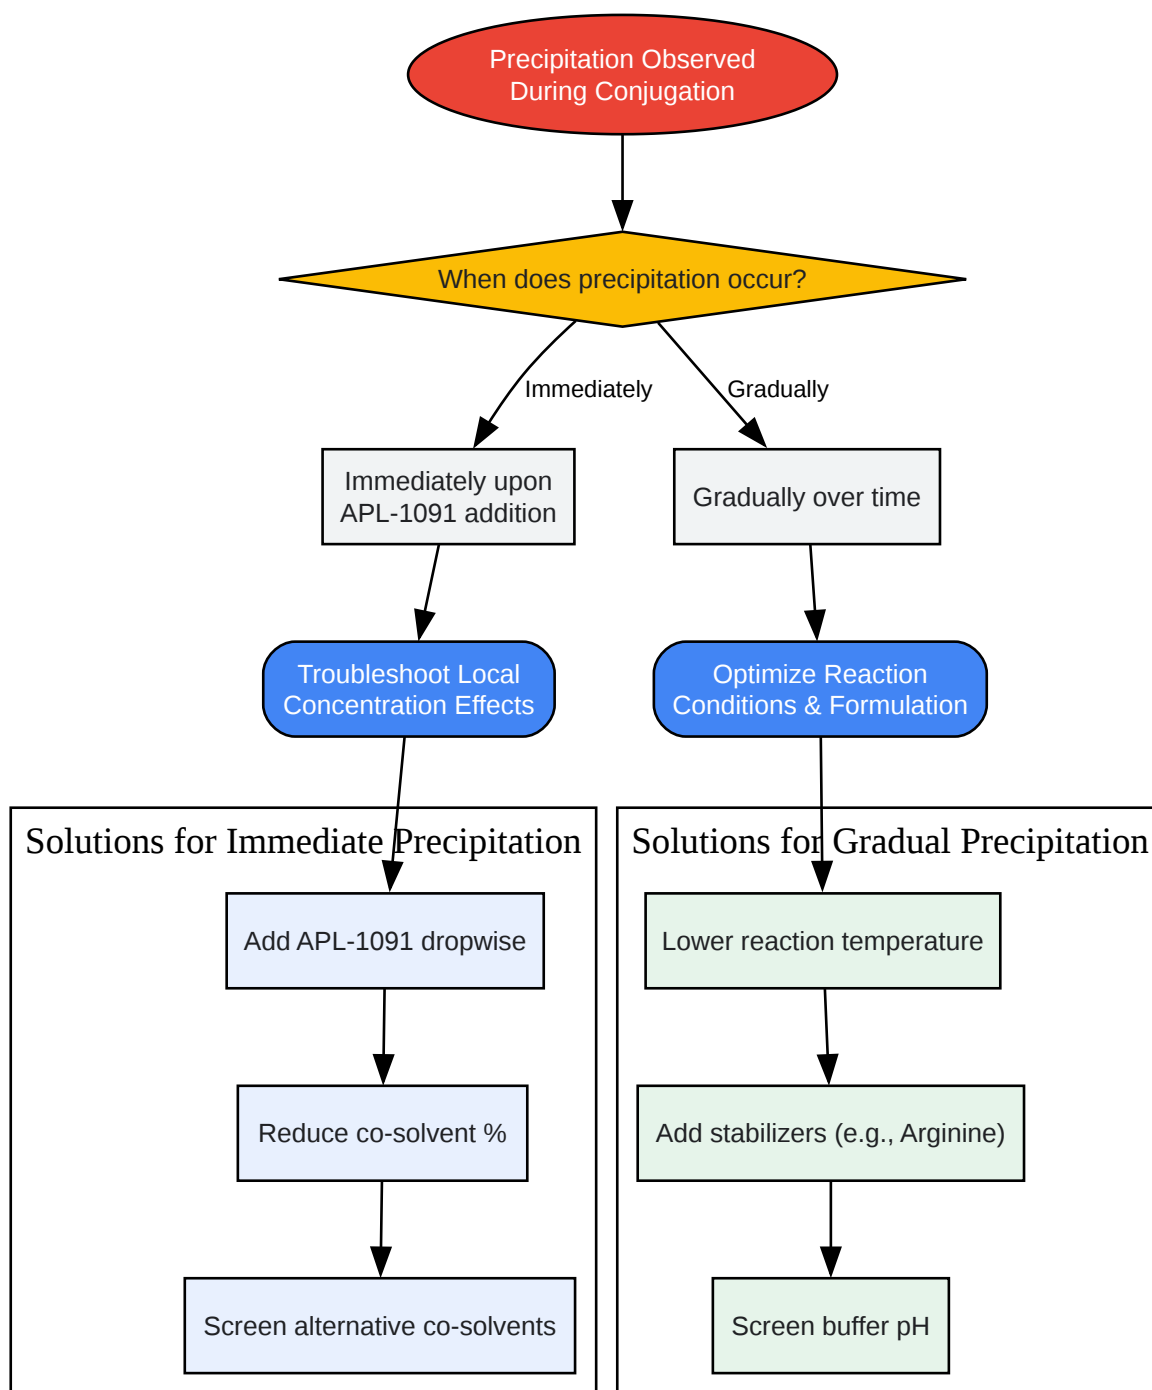 Precipitation Observed
During Conjugation
When does precipitation occur?
Immediately
Gradually
Immediately upon
APL-1091 addition
Gradually over time
Troubleshoot Local
Concentration Effects
Optimize Reaction
Conditions & Formulation
Solutions for Immediate Precipitation
Solutions for Gradual Precipitation
Add APL-1091 dropwise
Lower reaction temperature
Reduce co-solvent %
Add stabilizers (e.g., Arginine)
Screen alternative co-solvents
Screen buffer pH